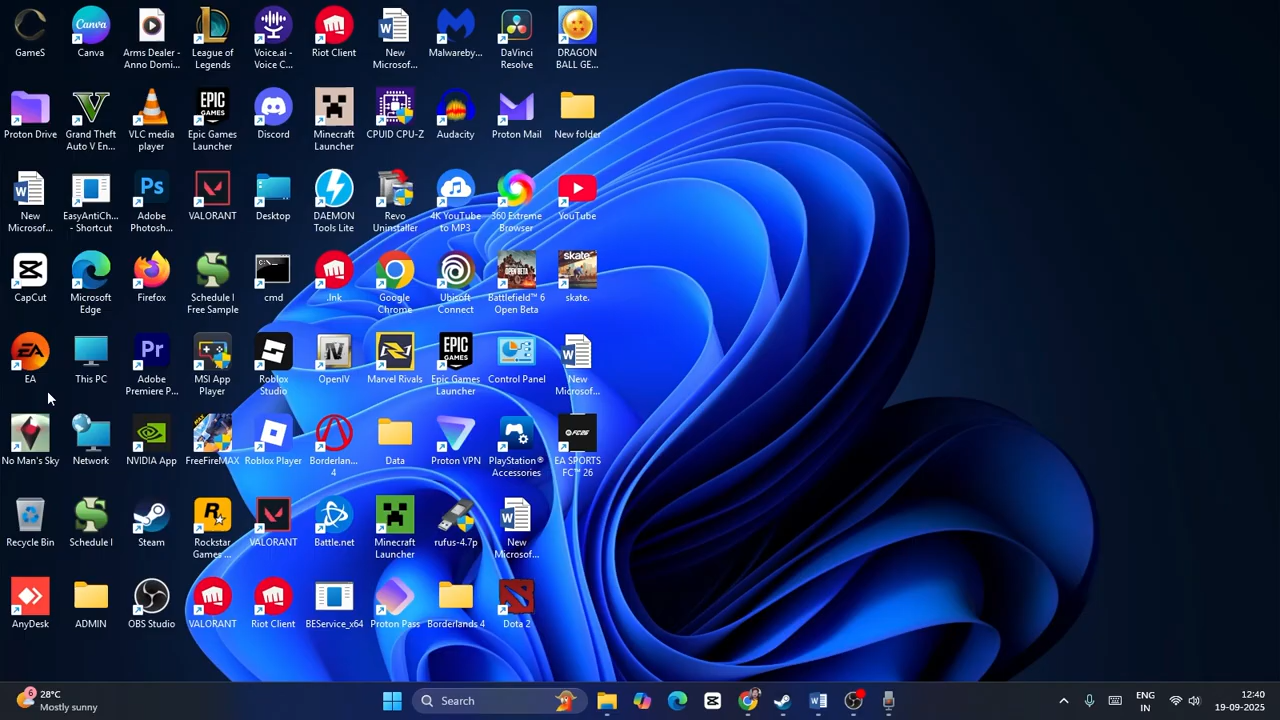 GameS
Canva
Arms Dealer - Anno Domi...
League of Legends
Voice.ai - Voice C...
Riot Client
New Microsof...
Malwareby...
DaVinci Resolve
DRAGON BALL GE...
Proton Drive
Grand Theft Auto V En...
VLC media player
Epic Games Launcher
Discord
Minecraft Launcher
CPUID CPU-Z
Audacity
Proton Mail
New folder
New Microsof...
EasyAntiCh... - Shortcut
Adobe Photosh...
VALORANT
Desktop
DAEMON Tools Lite
Revo Uninstaller
4K YouTube to MP3
360 Extreme Browser
YouTube
CapCut
Microsoft Edge
Firefox
Schedule I Free Sample
cmd
.lnk
Google Chrome
Ubisoft Connect
Battlefield™ 6 Open Beta
skate.
EA
This PC
Adobe Premiere P...
MSI App Player
Roblox Studio
OpenIV
Marvel Rivals
Epic Games Launcher
Control Panel
New Microsof...
No Man's Sky
Network
NVIDIA App
FreeFireMAX
Roblox Player
Borderlan... 4
Data
Proton VPN
PlayStation® Accessories
EA SPORTS FC™ 26
Recycle Bin
Schedule I
Steam
Rockstar Games ...
VALORANT
Battle.net
Minecraft Launcher
rufus-4.7p
New Microsof...
AnyDesk
ADMIN
OBS Studio
VALORANT
Riot Client
BEService_x64
Proton Pass
Borderlands 4
Dota 2
6
28°C
Mostly sunny
Search
ENG
IN
12:40
19-09-2025